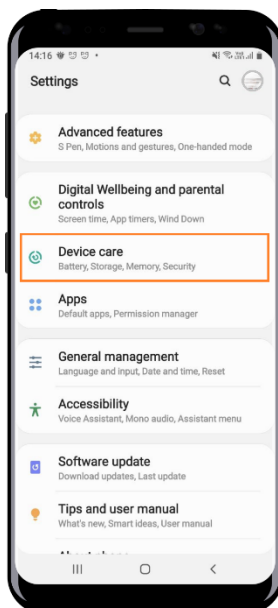 14:16
Settings
Advanced features
S Pen, Motions and gestures, One-handed mode
Digital Wellbeing and parental
controls
Screen time, App timers, Wind Down
Device care
Battery, Storage, Memory, Security
Apps
Default apps, Permission manager
General management
Language and input, Date and time, Reset
Accessibility
Voice Assistant, Mono audio, Assistant menu
Software update
Download updates, Last update
Tips and user manual
What's new, Smart ideas, User manual